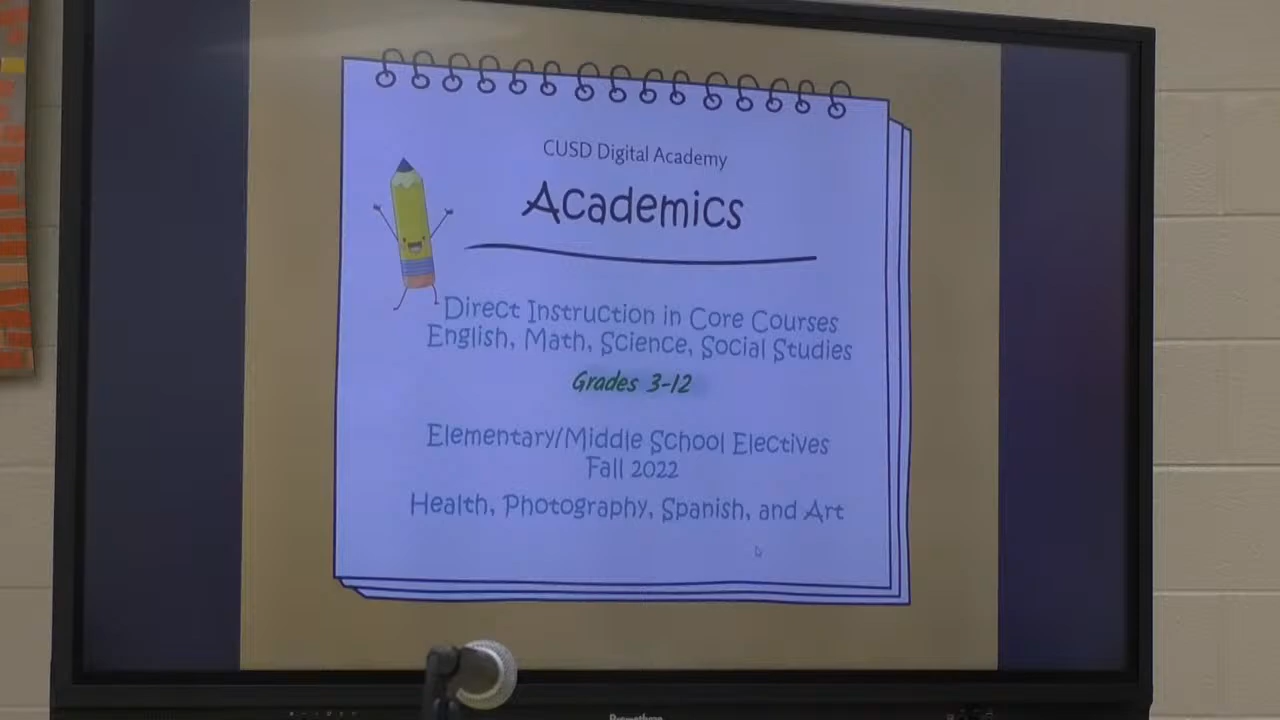 CUSD Digital Academy
Academics
Direct Instruction in Core Courses
English, Math, Science, Social Studies
Grades 3-12
Elementary/Middle School Electives
Fall 2022
Health, Photography, Spanish, and Art